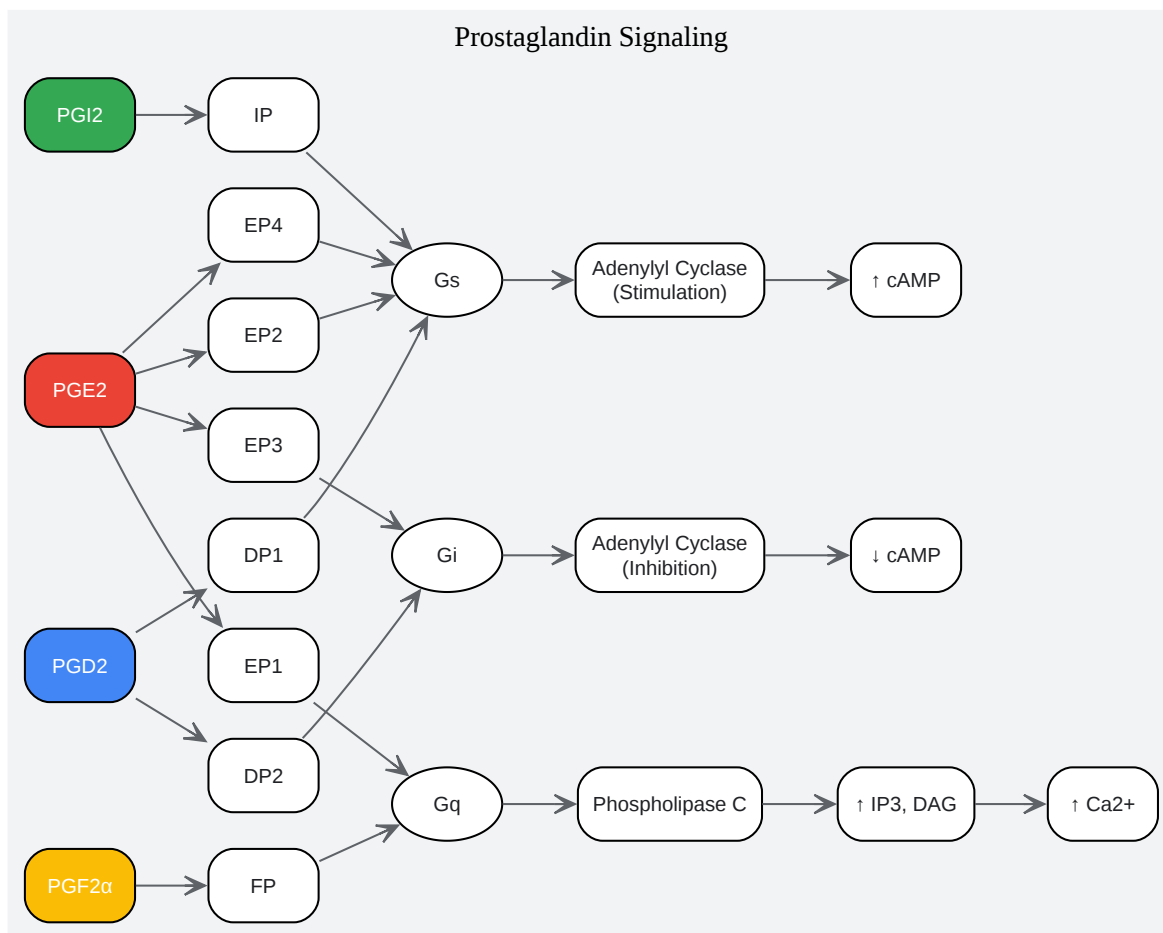 Prostaglandin Signaling
PGI2
IP
EP4
Gs
Adenylyl Cyclase
(Stimulation)
↑ cAMP
EP2
PGE2
EP3
DP1
Gi
Adenylyl Cyclase
(Inhibition)
↓ cAMP
PGD2
EP1
DP2
Gq
Phospholipase C
↑ IP3, DAG
↑ Ca2+
PGF2α
FP